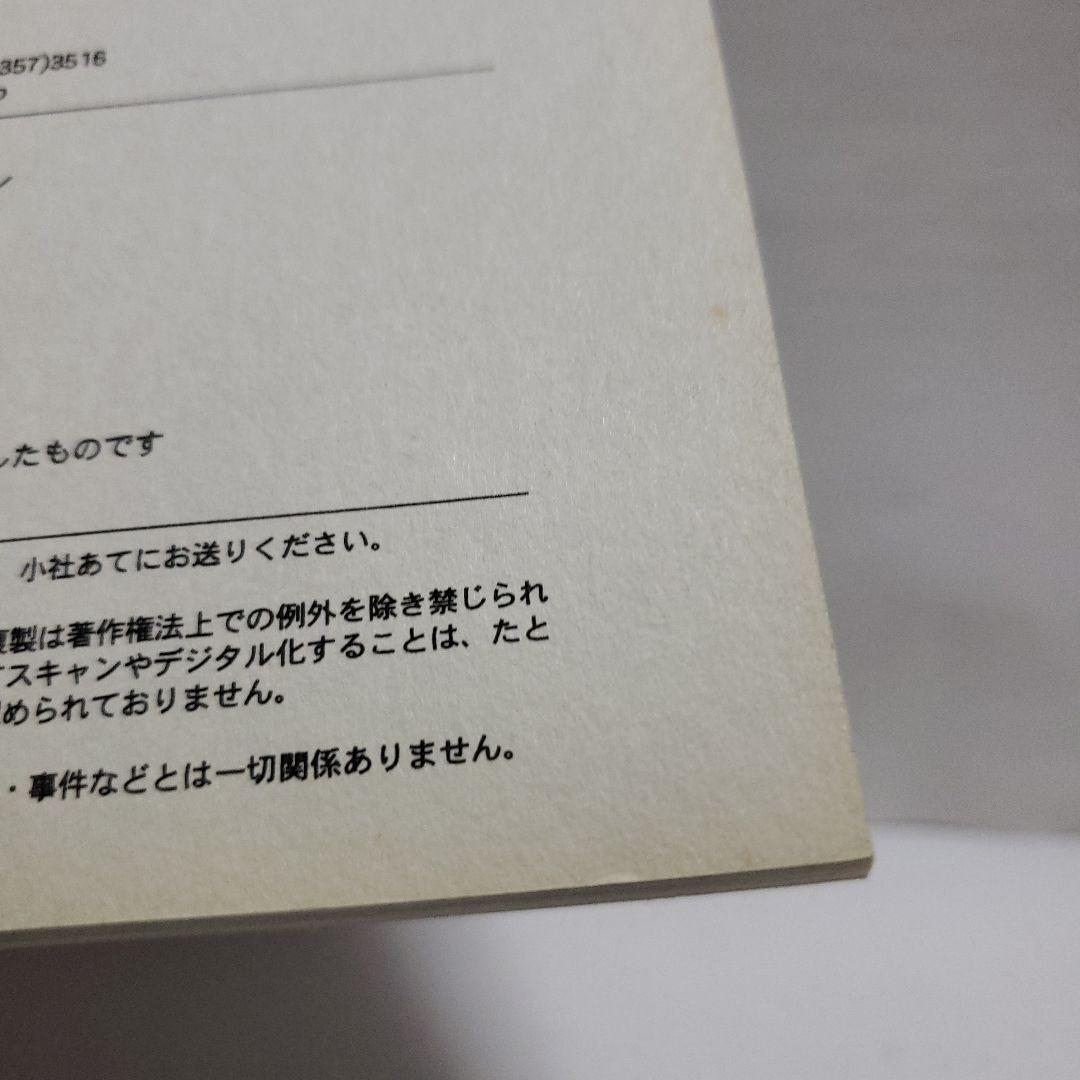 357)3516
したものです
小社あてにお送りください。
製は著作権法上での例外を除き禁じられ
スキャンやデジタル化することは、たと
められておりません。
・事件などとは一切関係ありません。